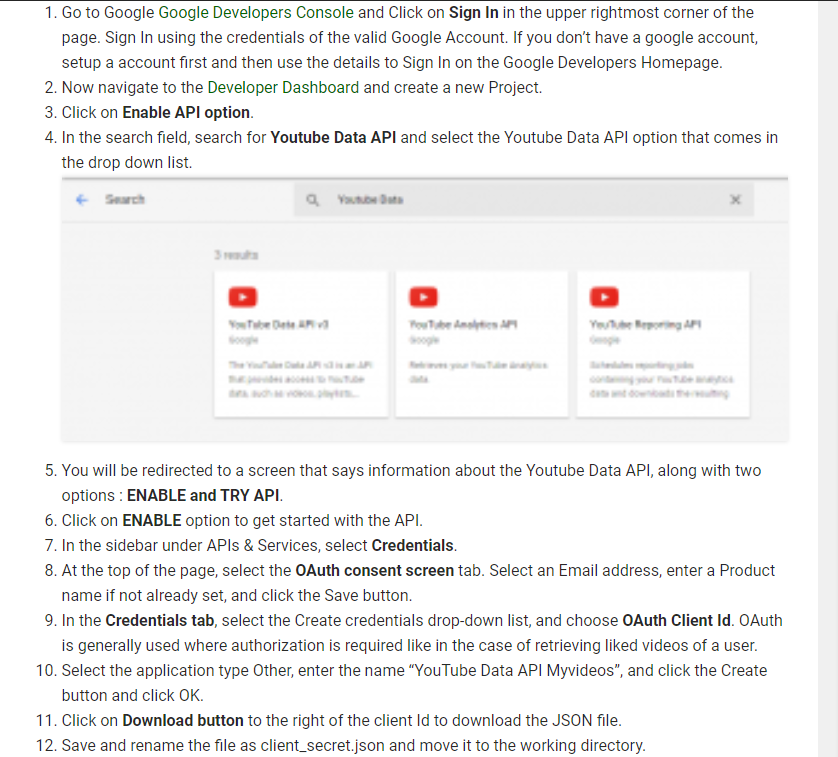 1. Go to Google Google Developers Console and Click on Sign In in the upper rightmost corner of the
page. Sign In using the credentials of the valid Google Account. If you don’t have a google account,
setup a account first and then use the details to Sign In on the Google Developers Homepage.
2. Now navigate to the Developer Dashboard and create a new Project.
3. Click on Enable API option.
4. In the search field, search for Youtube Data API and select the Youtube Data API option that comes in
the drop down list.
Search
Youtube Data
3 results
YouTube Data API v3
YouTube Analytics API
YouTube Reporting API
Google
Google
Google
The YouTube Data API v3 is an API
Retrieves your YouTube Analytics
Schedules reporting jobs
that provides access to YouTube
data.
containing your YouTube Analytics
data, such as videos, playlists,...
data and downloads the resulting
5. You will be redirected to a screen that says information about the Youtube Data API, along with two
options : ENABLE and TRY API.
6. Click on ENABLE option to get started with the API.
7. In the sidebar under APIs & Services, select Credentials.
8. At the top of the page, select the OAuth consent screen tab. Select an Email address, enter a Product
name if not already set, and click the Save button.
9. In the Credentials tab, select the Create credentials drop-down list, and choose OAuth Client Id. OAuth
is generally used where authorization is required like in the case of retrieving liked videos of a user.
10. Select the application type Other, enter the name “YouTube Data API Myvideos”, and click the Create
button and click OK.
11. Click on Download button to the right of the client Id to download the JSON file.
12. Save and rename the file as client_secret.json and move it to the working directory.